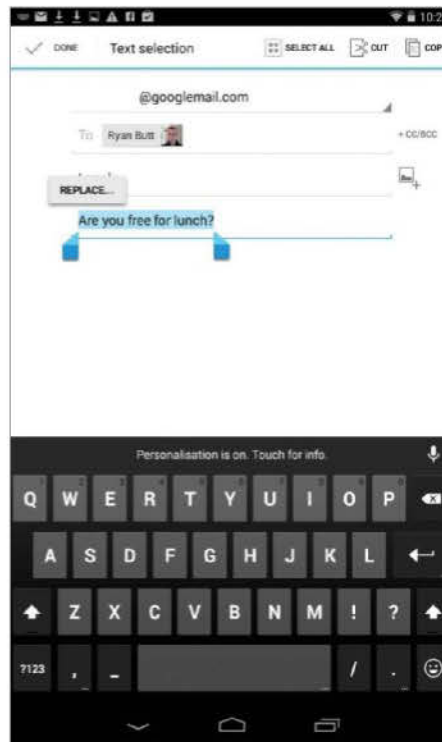 10:2
DONE Text selection SELECT ALL CUT COP
@googlemail.com
To Ryan Butt + CC/BCC
REPLACE...
Are you free for lunch?
Personalisation is on. Touch for info.
Q W E R T Y U I O P
A S D F G H J K L
Z X C V B N M ! ?
?123 , - / .